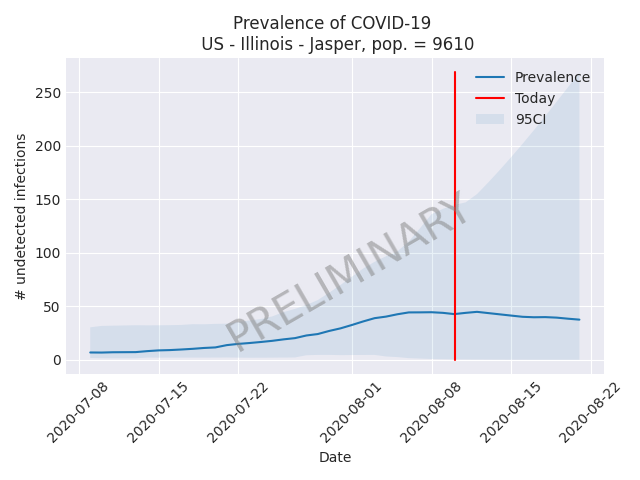 Prevalence of COVID-19
US - Illinois - Jasper, pop. = 9610
# undetected infections
250
200
150
100
50
0
Prevalence
Today
95CI
PRELIMINARY
2020-07-08
2020-07-15
2020-07-22
2020-08-01
2020-08-08
2020-08-15
2020-08-22
Date